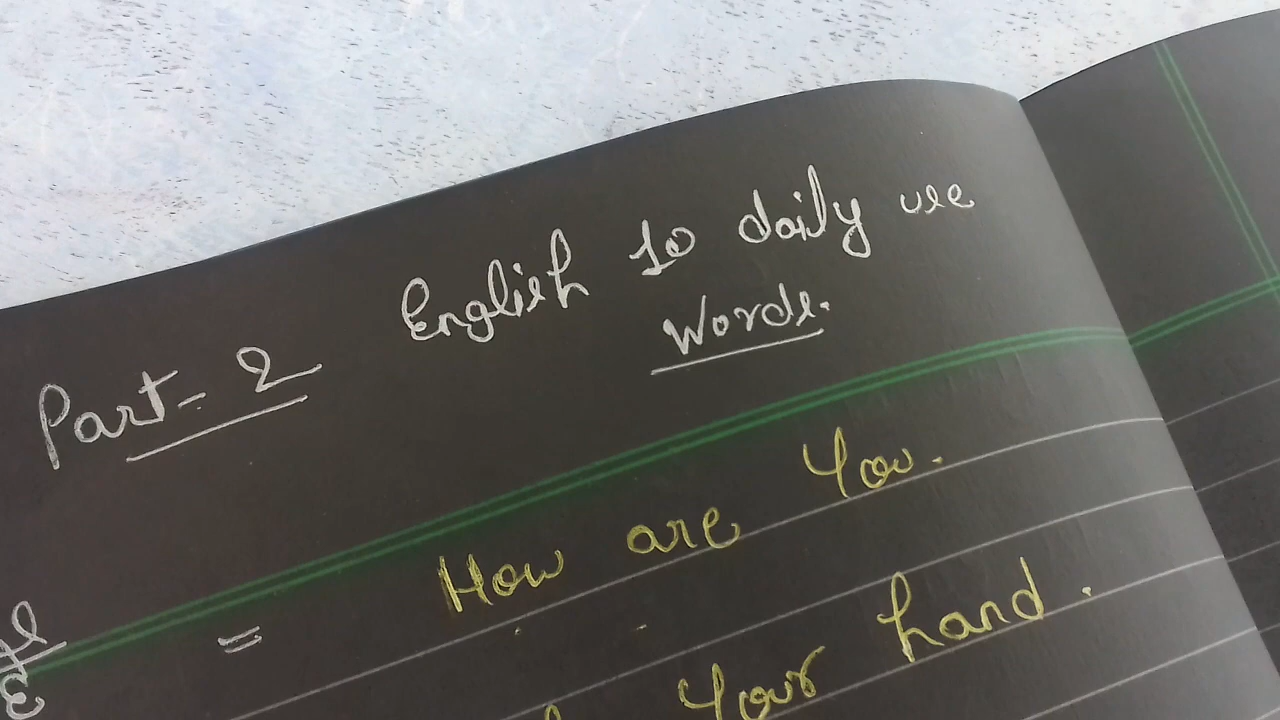 English 10 daily use
Words.
Part- 2
= How are You.
Your hand.